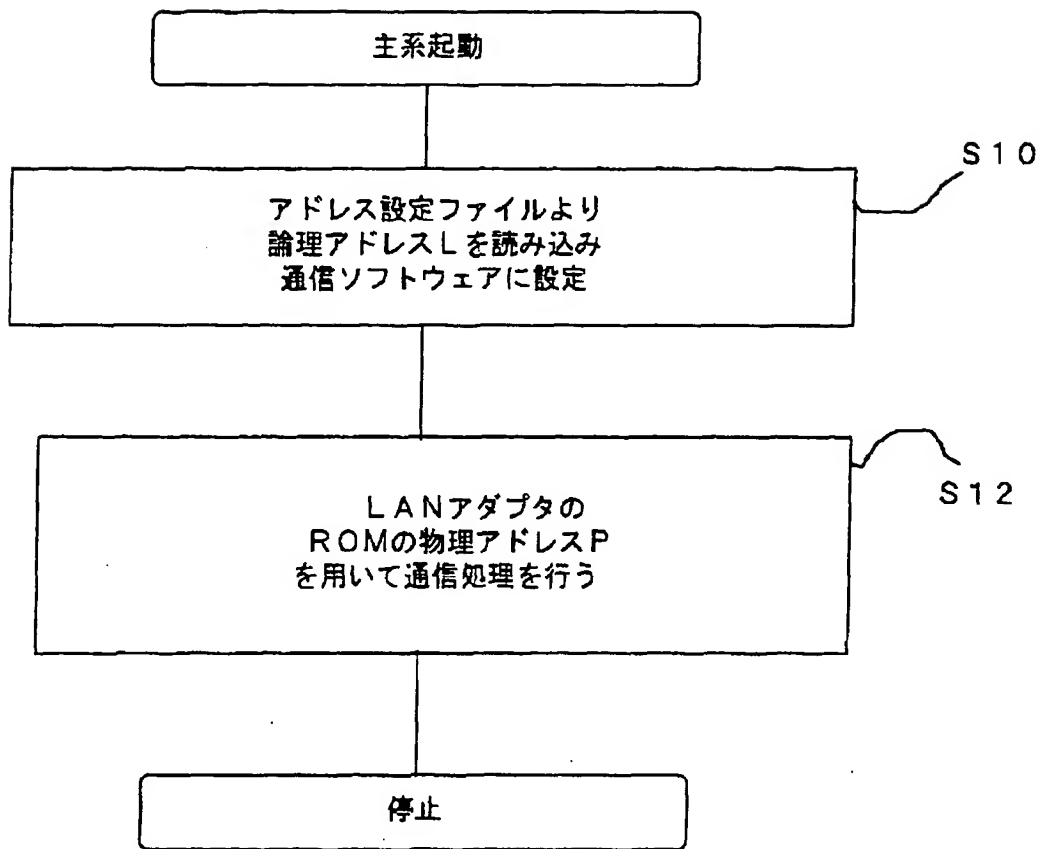 主系起動
S10
アドレス設定ファイルより
論理アドレスLを読み込み
通信ソフトウェアに設定
S12
LANアダプタの
ROMの物理アドレスP
を用いて通信処理を行う
停止